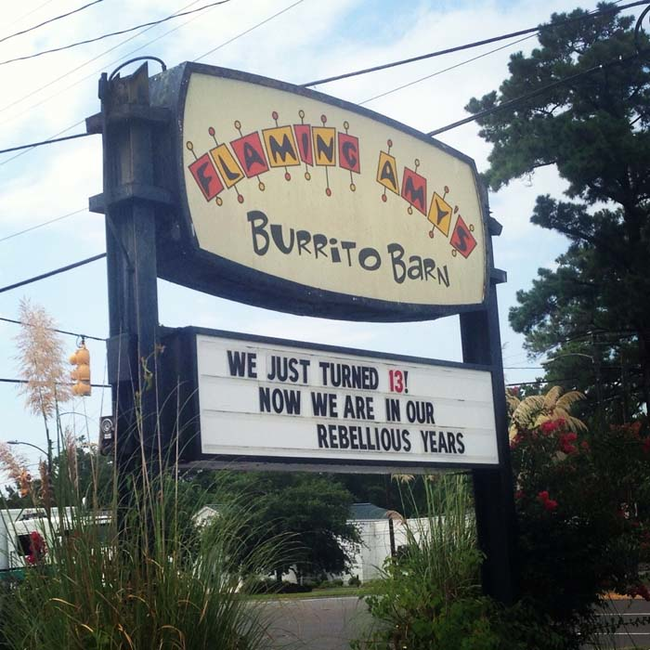 FLAMING AMY'S
BURRITO BARN
WE JUST TURNED 13!
NOW WE ARE IN OUR
REBELLIOUS YEARS